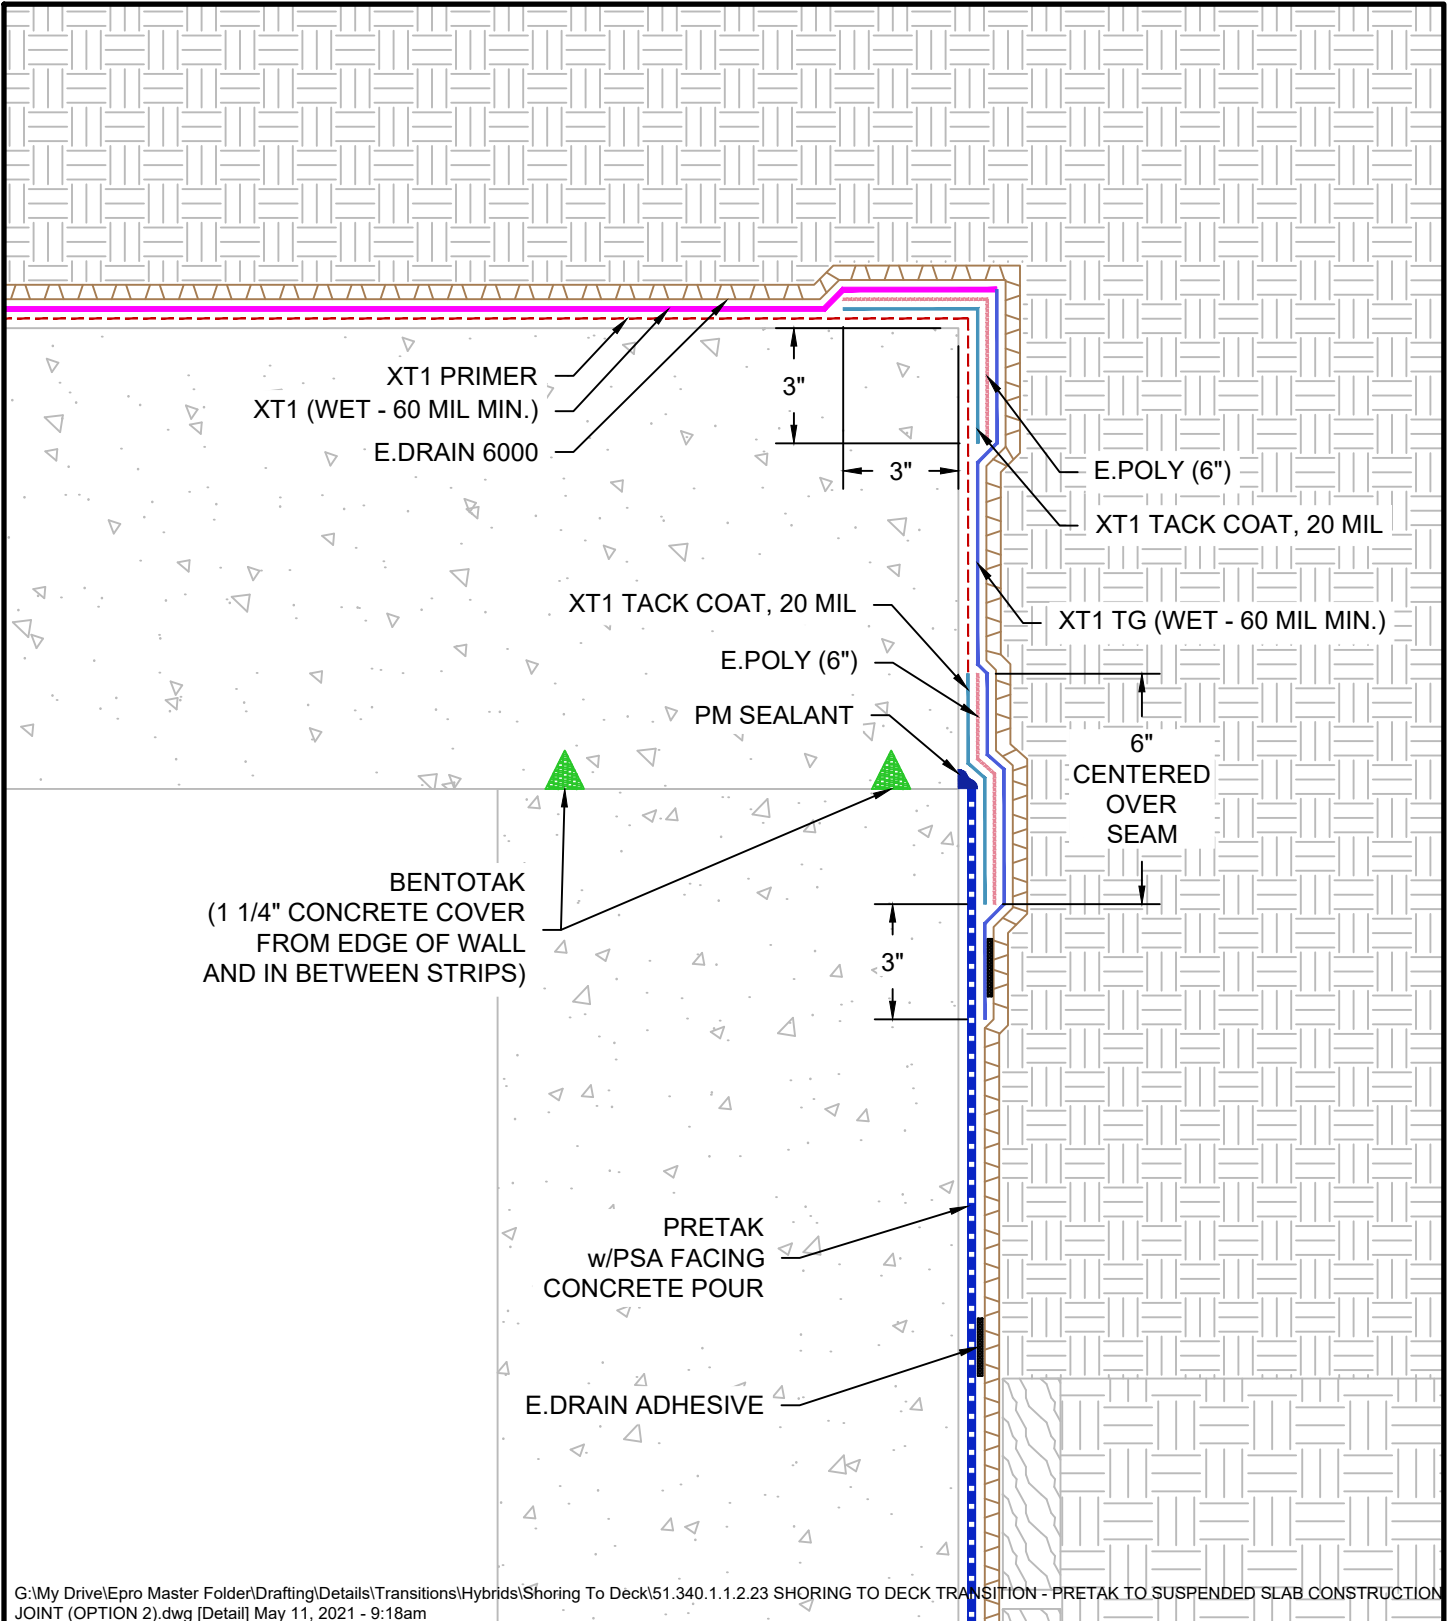 XT1 PRIMER
XT1 (WET - 60 MIL MIN.)
E.DRAIN 6000
3"
3"
E.POLY (6")
XT1 TACK COAT, 20 MIL
XT1 TACK COAT, 20 MIL
XT1 TG (WET - 60 MIL MIN.)
E.POLY (6")
PM SEALANT
6"
CENTERED
OVER
SEAM
BENTOTAK
(1 1/4" CONCRETE COVER
FROM EDGE OF WALL
AND IN BETWEEN STRIPS)
3"
PRETAK
w/PSA FACING
CONCRETE POUR
E.DRAIN ADHESIVE
G:\My Drive\Epro Master Folder\Drafting\Details\Transitions\Hybrids\Shoring To Deck\51.340.1.1.2.23 SHORING TO DECK TRANSITION - PRETAK TO SUSPENDED SLAB CONSTRUCTION
JOINT (OPTION 2).dwg [Detail] May 11, 2021 - 9:18am